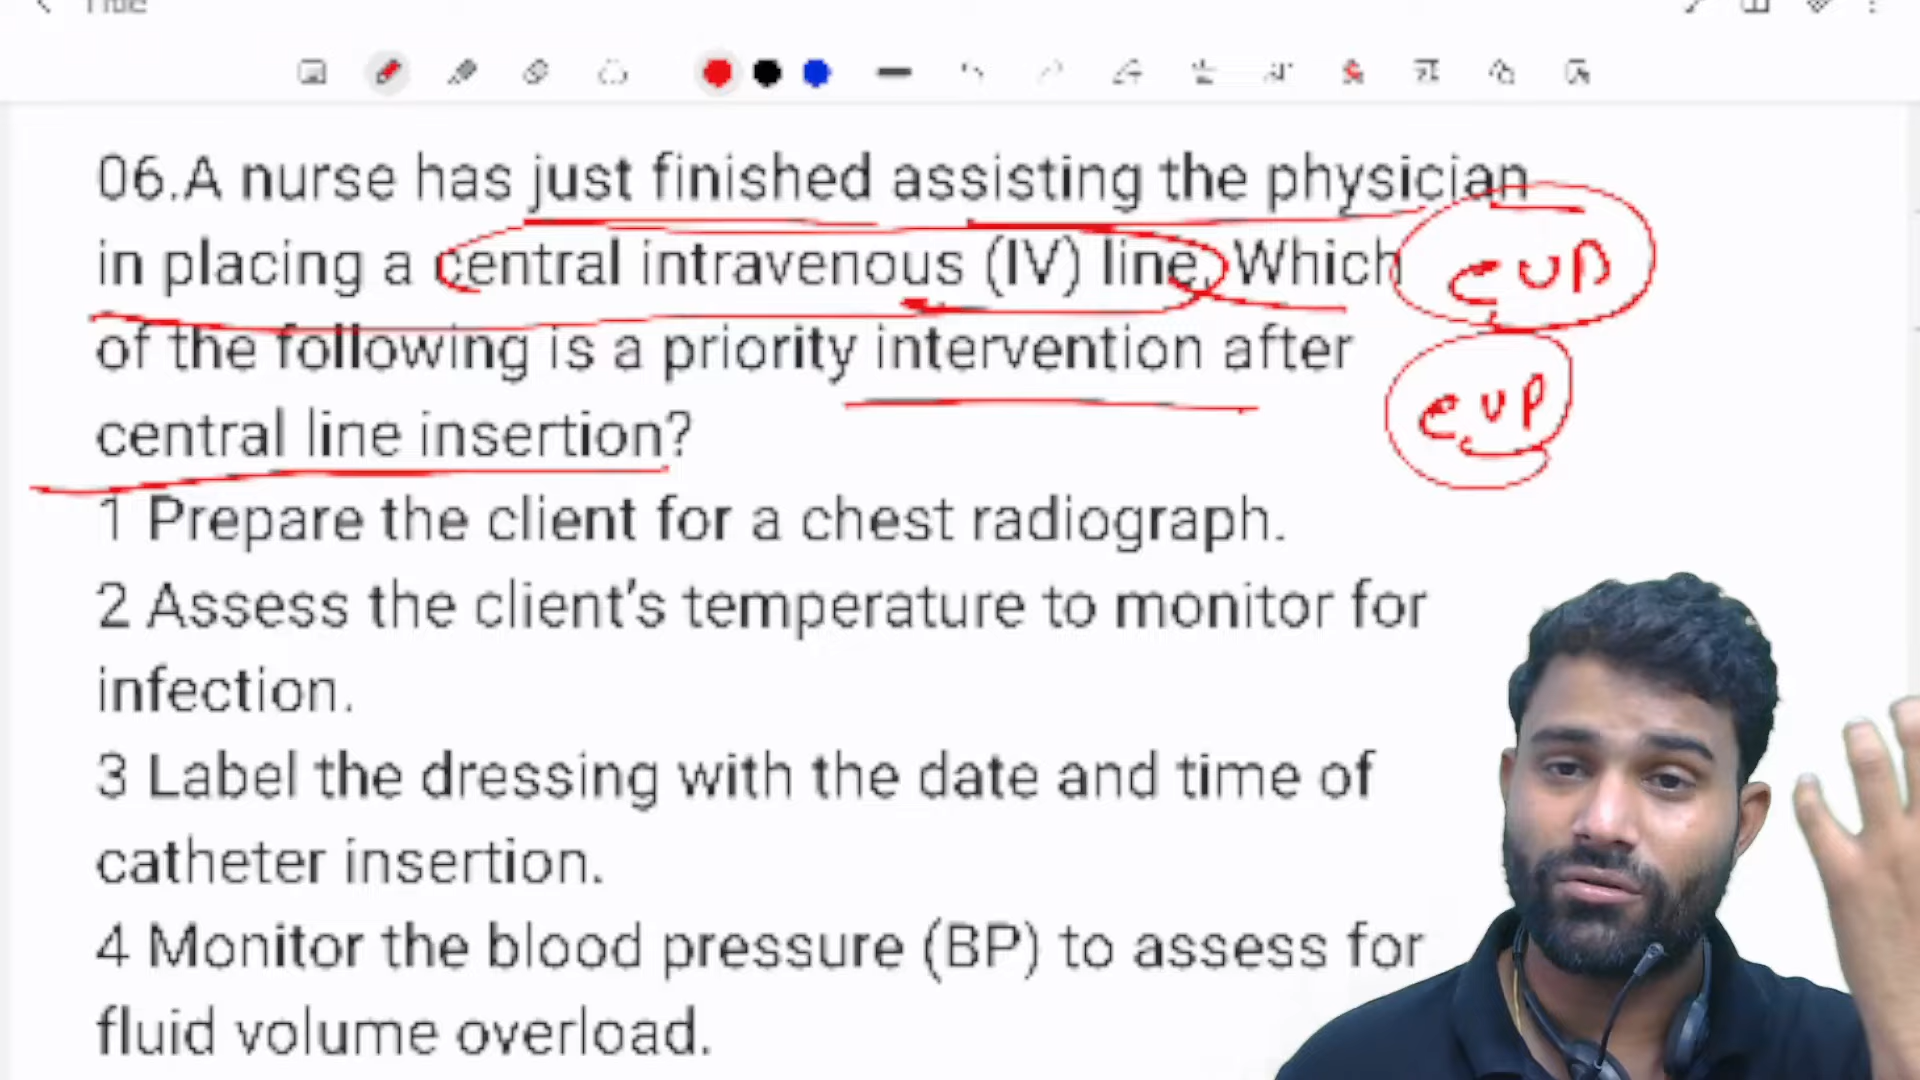 Title
06.A nurse has just finished assisting the physician
in placing a central intravenous (IV) line. Which
CVP
of the following is a priority intervention after
CVP
central line insertion?
1 Prepare the client for a chest radiograph.
2 Assess the client's temperature to monitor for
infection.
3 Label the dressing with the date and time of
catheter insertion.
4 Monitor the blood pressure (BP) to assess for
fluid volume overload.